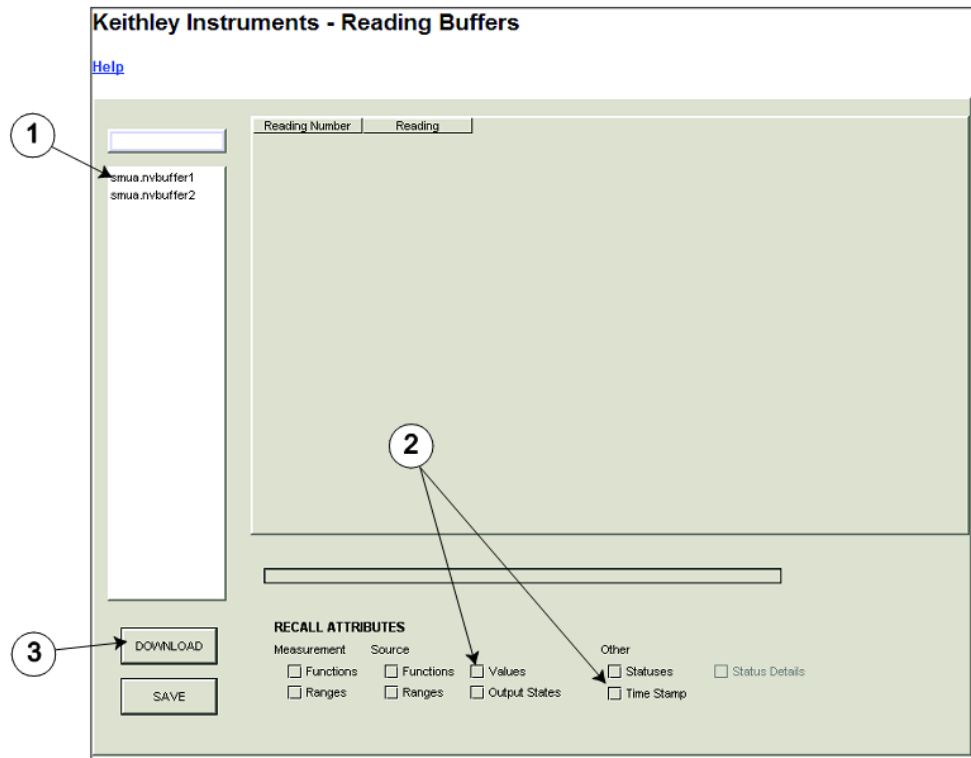 Keithley Instruments - Reading Buffers
Help
1
Reading Number Reading
smua.nvbuffer1
smua.nvbuffer2
2
3
DOWNLOAD
SAVE
RECALL ATTRIBUTES
Measurement Source Other
Functions Functions Values Statuses Status Details
Ranges Ranges Output States Time Stamp